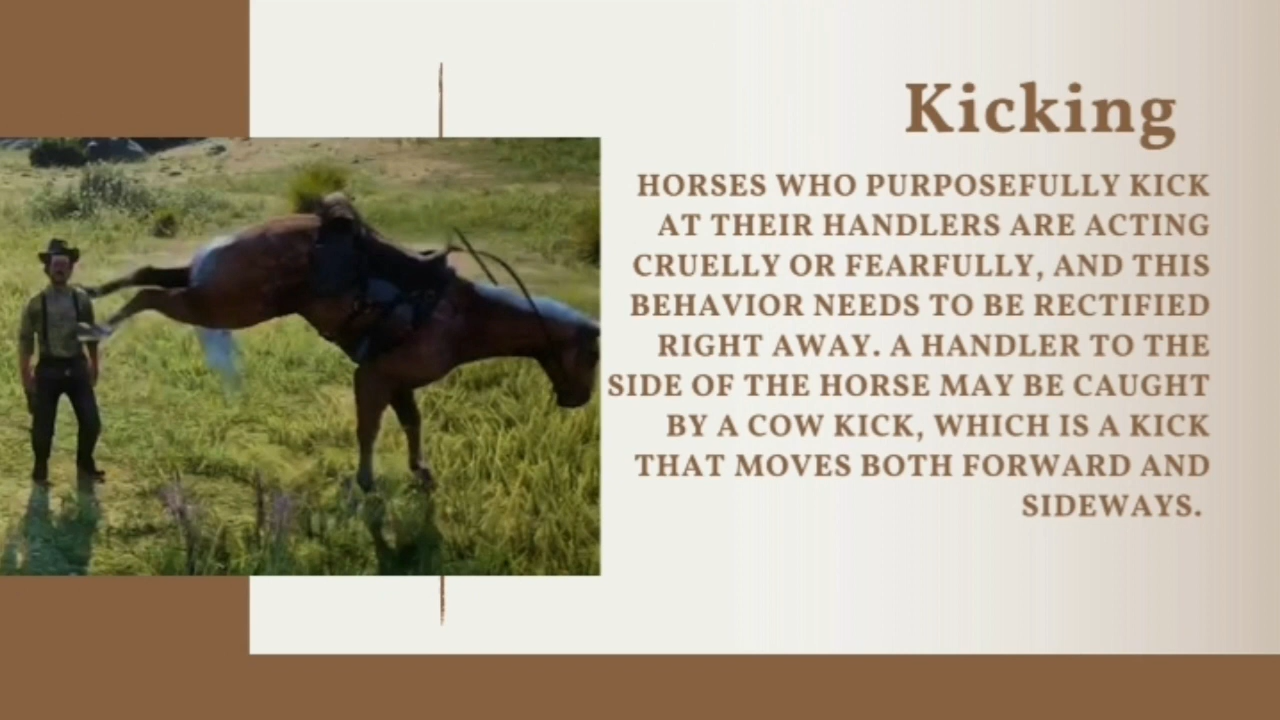 Kicking
HORSES WHO PURPOSEFULLY KICK
AT THEIR HANDLERS ARE ACTING
CRUELLY OR FEARFULLY, AND THIS
BEHAVIOR NEEDS TO BE RECTIFIED
RIGHT AWAY. A HANDLER TO THE
SIDE OF THE HORSE MAY BE CAUGHT
BY A COW KICK, WHICH IS A KICK
THAT MOVES BOTH FORWARD AND
SIDEWAYS.